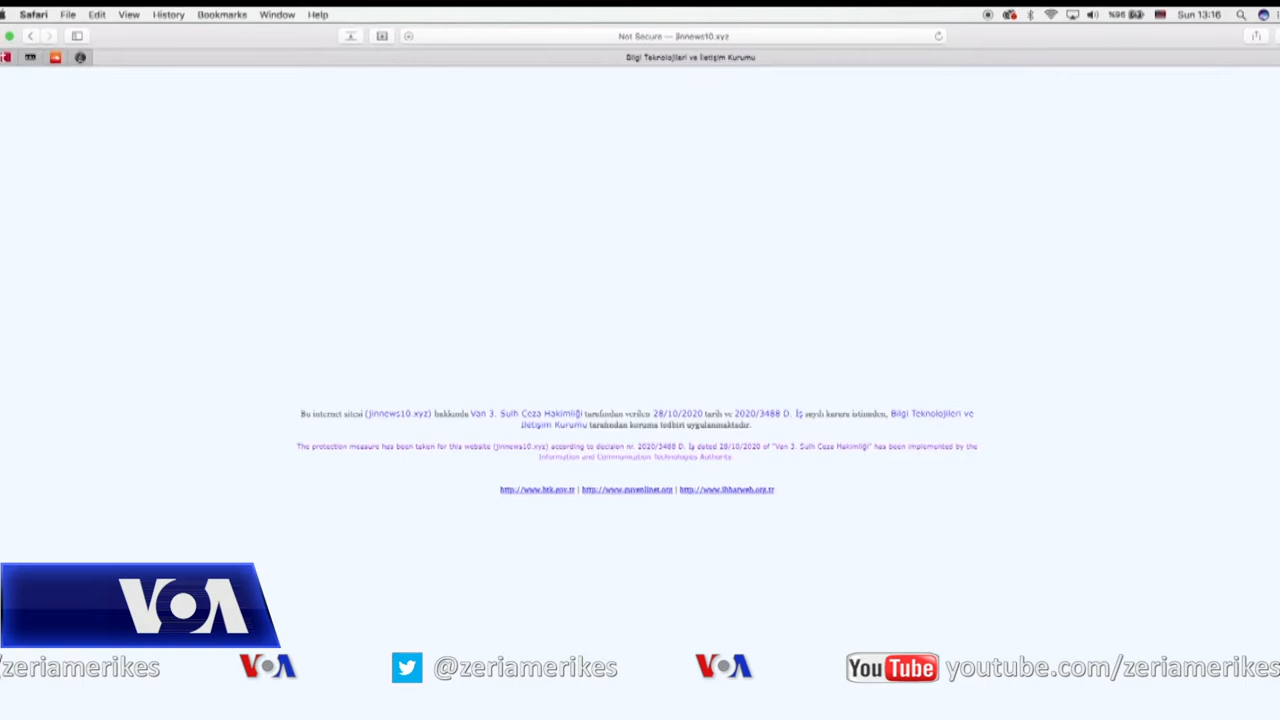 Safari File Edit View History Bookmarks Window Help %96 Sun 13:16
Not Secure — jinnews10.xyz
Bilgi Teknolojileri ve İletişim Kurumu
Bu internet sitesi (jinnews10.xyz) hakkında Van 3. Sulh Ceza Hakimliği tarafından verilen 28/10/2020 tarih ve 2020/3488 D. İş sayılı karara istinaden, Bilgi Teknolojileri ve
İletişim Kurumu tarafından koruma tedbiri uygulanmaktadır.
The protection measure has been taken for this website (jinnews10.xyz) according to decision nr. 2020/3488 D. İş dated 28/10/2020 of "Van 3. Sulh Ceza Hakimliği" has been implemented by the
Information and Communication Technologies Authority.
http://www.btk.gov.tr | http://www.guvenlinet.org | http://www.ihbarweb.org.tr
VOA
/zeriamerikes VOA @zeriamerikes VOA YouTube youtube.com/zeriamerikes